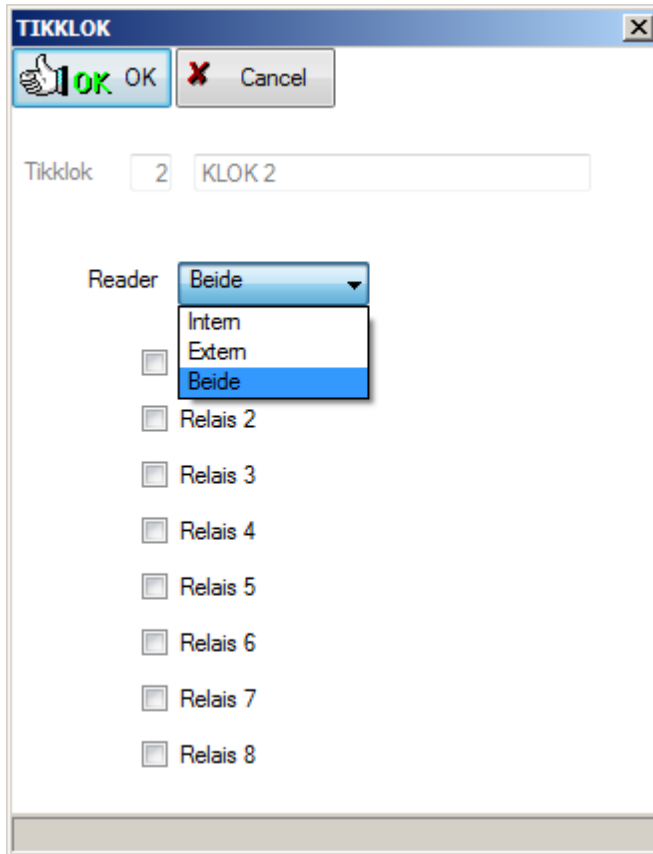 TIKKLOK
OK OK Cancel
Tikklok 2 KLOK 2
Reader Beide
Intern
Extern
Beide
Relais 2
Relais 3
Relais 4
Relais 5
Relais 6
Relais 7
Relais 8